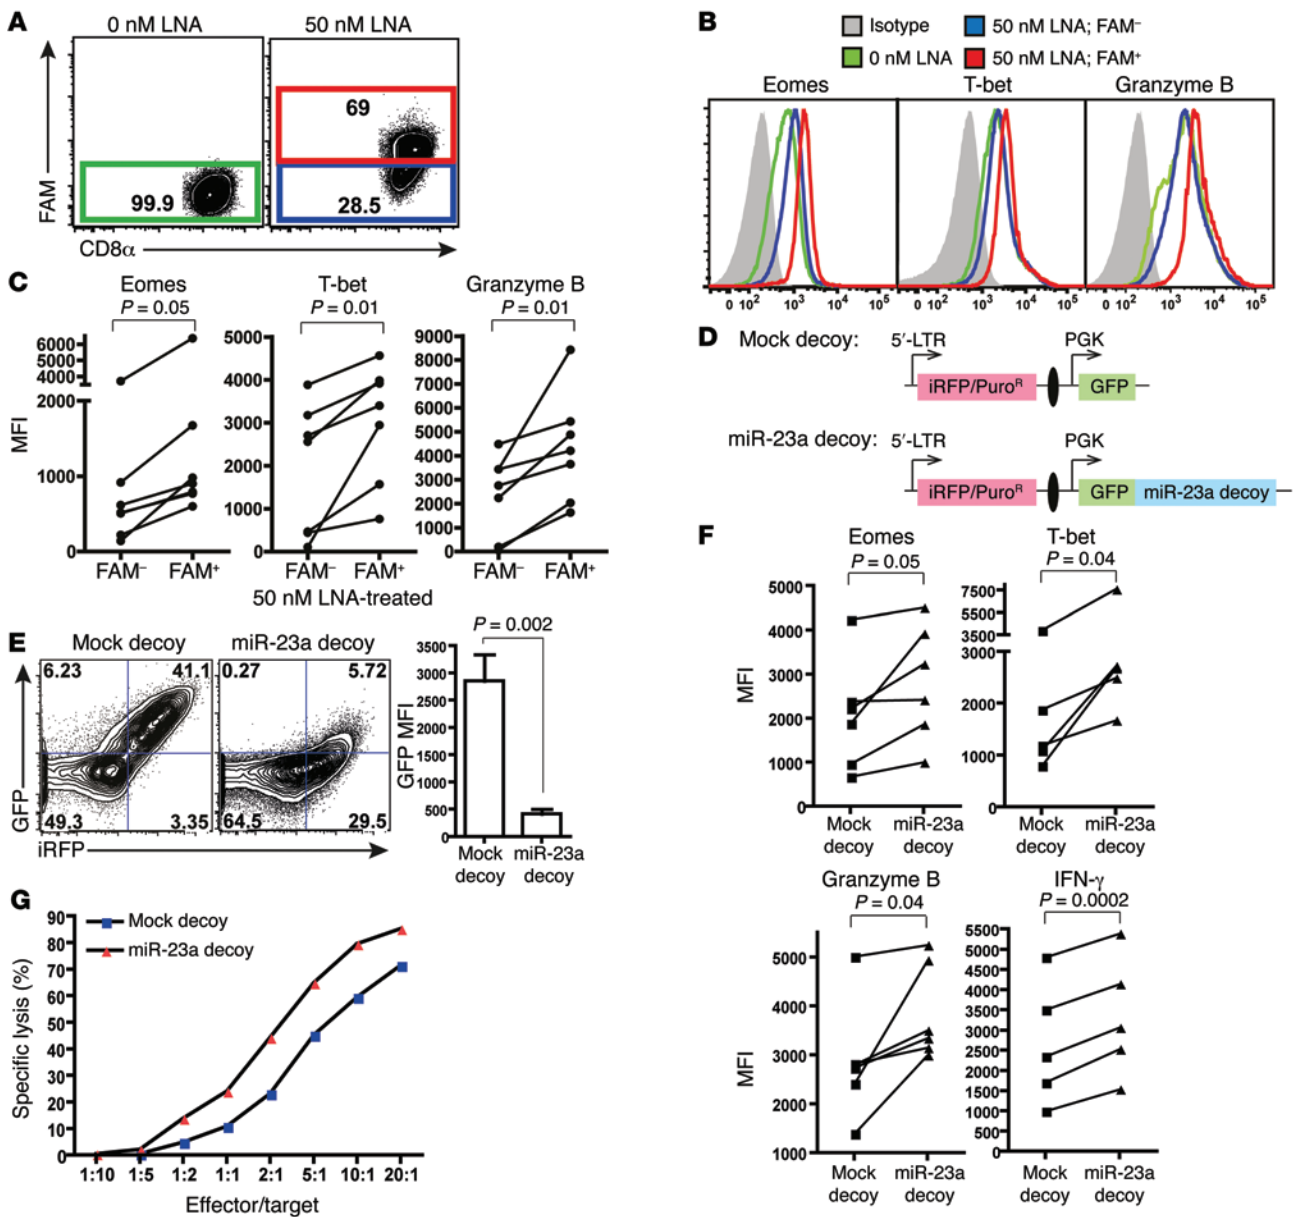 A
0 nM LNA
50 nM LNA
FAM
99.9
69
28.5
CD8α
B
Isotype
50 nM LNA; FAM⁻
0 nM LNA
50 nM LNA; FAM⁺
Eomes
T-bet
Granzyme B
0 10² 10³ 10⁴ 10⁵
0 10² 10³ 10⁴ 10⁵
0 10² 10³ 10⁴ 10⁵
C
Eomes
T-bet
Granzyme B
P = 0.05
P = 0.01
P = 0.01
MFI
6000
5000
4000
2000
1000
0
5000
4000
3000
2000
1000
0
9000
8000
7000
6000
5000
4000
3000
2000
1000
0
FAM⁻ FAM⁺
FAM⁻ FAM⁺
FAM⁻ FAM⁺
50 nM LNA-treated
D
Mock decoy:
5′-LTR
PGK
iRFP/Puroᴿ
GFP
miR-23a decoy:
5′-LTR
PGK
iRFP/Puroᴿ
GFP
miR-23a decoy
E
Mock decoy
miR-23a decoy
6.23
41.1
49.3
3.35
0.27
5.72
64.5
29.5
GFP
iRFP
P = 0.002
GFP MFI
3500
3000
2500
2000
1500
1000
500
0
Mock decoy
miR-23a decoy
F
Eomes
T-bet
P = 0.05
P = 0.04
MFI
5000
4000
3000
2000
1000
0
7500
5500
3500
3000
2000
1000
0
Mock decoy
miR-23a decoy
Mock decoy
miR-23a decoy
Granzyme B
IFN-γ
P = 0.04
P = 0.0002
MFI
5000
4000
3000
2000
1000
5500
5000
4500
4000
3500
3000
2500
2000
1500
1000
500
0
Mock decoy
miR-23a decoy
Mock decoy
miR-23a decoy
G
Mock decoy
miR-23a decoy
Specific lysis (%)
90
80
70
60
50
40
30
20
10
0
1:10 1:5 1:2 1:1 2:1 5:1 10:1 20:1
Effector/target